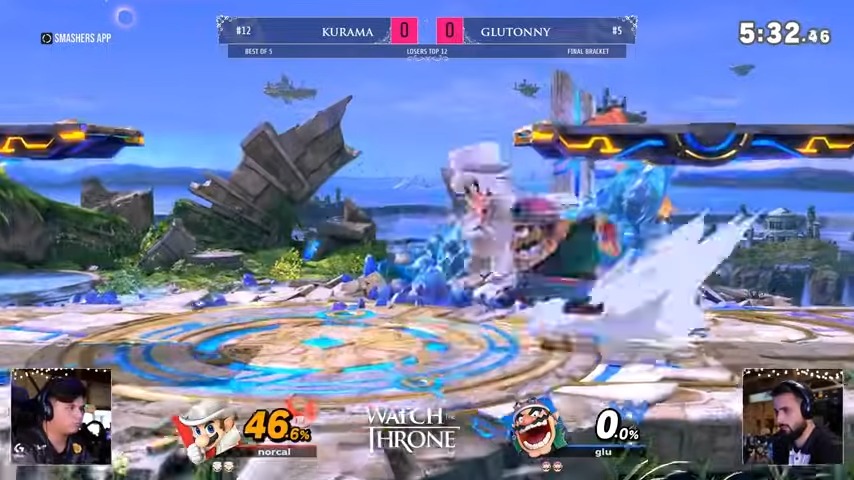 SMASHERS APP
#12 KURAMA 0 0 GLUTONNY #5
BEST OF 5 LOSERS TOP 12 FINAL BRACKET
5:32.46
WATCH THE THRONE
46.6%
norcal
0.0%
glu